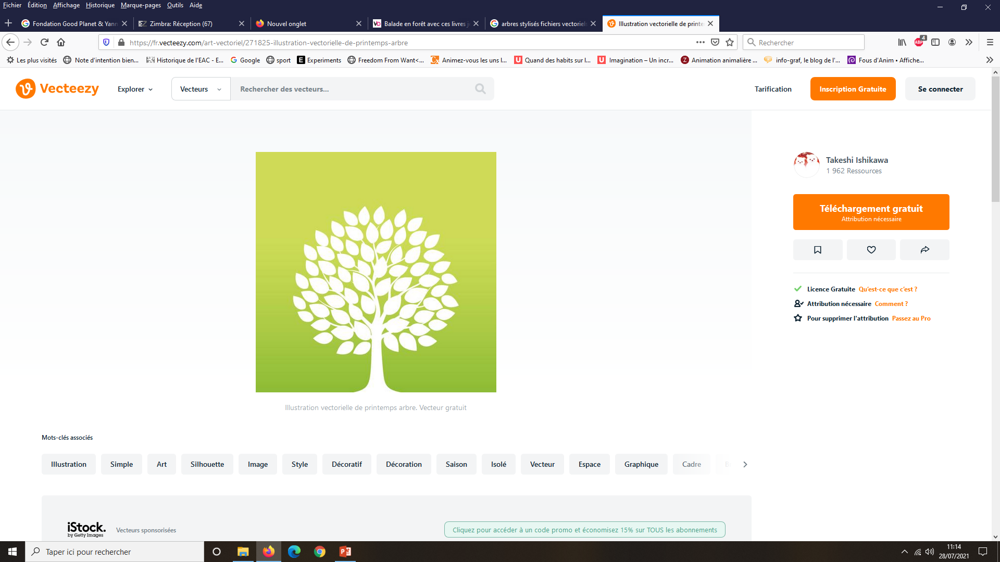 Fichier Édition Affichage Historique Marque-pages Outils Aide
Fondation Good Planet & Yann
Zimbra: Réception (67)
Nouvel onglet
Balade en forêt avec ces livres j
arbres stylisés fichiers vectoriels
Illustration vectorielle de printe
https://fr.vecteezy.com/art-vectoriel/271825-illustration-vectorielle-de-printemps-arbre
Rechercher
ABP 4
Les plus visités
Note d'intention bien...
Historique de l'EAC - E...
Google
sport
E Experiments
Freedom From Want<...
Animez-vous les uns l...
Quand des habits sur l...
Imagination – Un incr...
Animation animalière ...
info-graf, le blog de l'...
Fous d'Anim • Affiche...
Vecteezy
Explorer
Vecteurs
Rechercher des vecteurs...
Tarification
Inscription Gratuite
Se connecter
Takeshi Ishikawa
1 962 Ressources
Téléchargement gratuit
Attribution nécessaire
Licence Gratuite Qu'est-ce que c'est ?
Attribution nécessaire Comment ?
Pour supprimer l'attribution Passez au Pro
Illustration vectorielle de printemps arbre. Vecteur gratuit
Mots-clés associés
Illustration Simple Art Silhouette Image Style Décoratif Décoration Saison Isolé Vecteur Espace Graphique Cadre
iStock.
by Getty Images
Vecteurs sponsorisées
Cliquez pour accéder à un code promo et économisez 15% sur TOUS les abonnements
Taper ici pour rechercher
11:14
28/07/2021